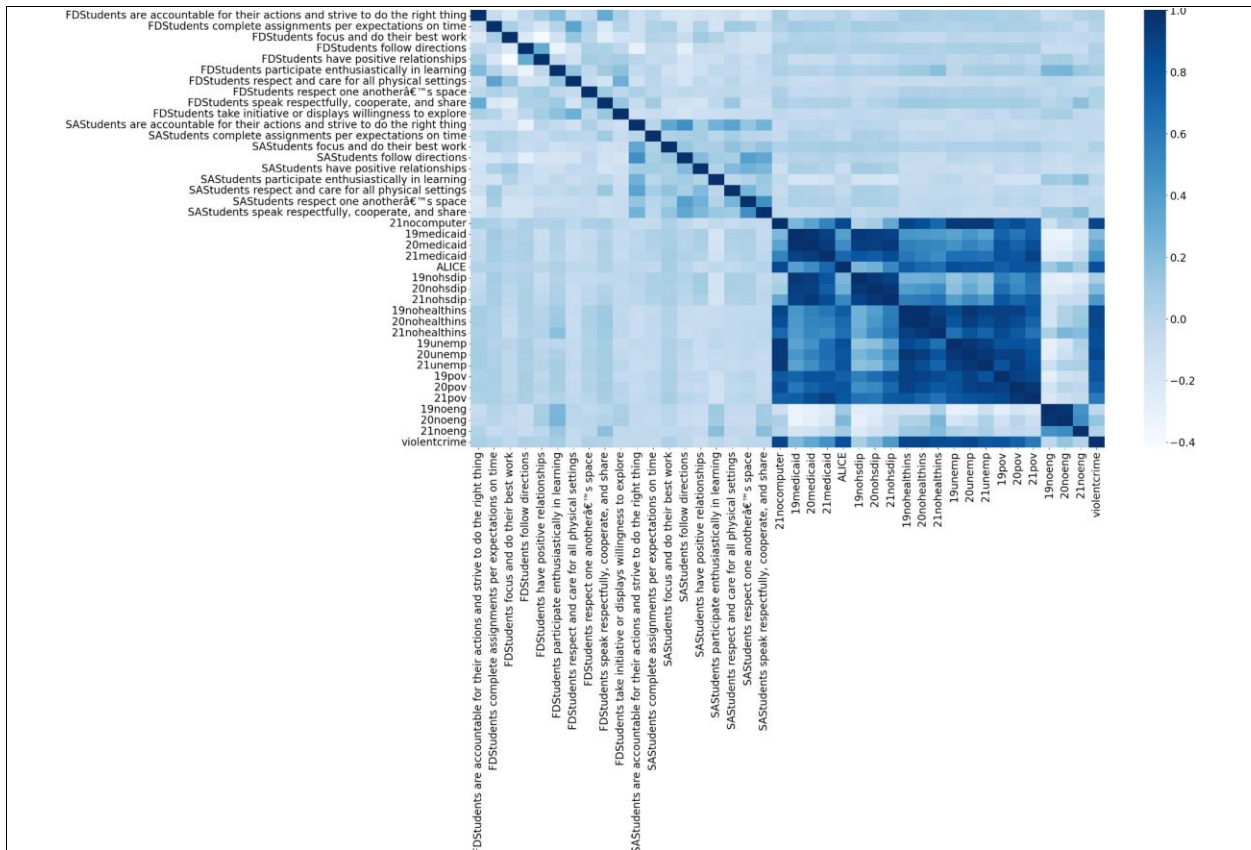 FDStudents are accountable for their actions and strive to do the right thing
FDStudents complete assignments per expectations on time
FDStudents focus and do their best work
FDStudents follow directions
FDStudents have positive relationships
FDStudents participate enthusiastically in learning
FDStudents respect and care for all physical settings
FDStudents respect one anotherâ€™s space
FDStudents speak respectfully, cooperate, and share
FDStudents take initiative or displays willingness to explore
SAStudents are accountable for their actions and strive to do the right thing
SAStudents complete assignments per expectations on time
SAStudents focus and do their best work
SAStudents follow directions
SAStudents have positive relationships
SAStudents participate enthusiastically in learning
SAStudents respect and care for all physical settings
SAStudents respect one anotherâ€™s space
SAStudents speak respectfully, cooperate, and share
21nocomputer
19medicaid
20medicaid
21medicaid
ALICE
19nohsdip
20nohsdip
21nohsdip
19nohealthins
20nohealthins
21nohealthins
19unemp
20unemp
21unemp
19pov
20pov
21pov
19noeng
20noeng
21noeng
violentcrime
FDStudents are accountable for their actions and strive to do the right thing
FDStudents complete assignments per expectations on time
FDStudents focus and do their best work
FDStudents follow directions
FDStudents have positive relationships
FDStudents participate enthusiastically in learning
FDStudents respect and care for all physical settings
FDStudents respect one anotherâ€™s space
FDStudents speak respectfully, cooperate, and share
FDStudents take initiative or displays willingness to explore
SAStudents are accountable for their actions and strive to do the right thing
SAStudents complete assignments per expectations on time
SAStudents focus and do their best work
SAStudents follow directions
SAStudents have positive relationships
SAStudents participate enthusiastically in learning
SAStudents respect and care for all physical settings
SAStudents respect one anotherâ€™s space
SAStudents speak respectfully, cooperate, and share
21nocomputer
19medicaid
20medicaid
21medicaid
ALICE
19nohsdip
20nohsdip
21nohsdip
19nohealthins
20nohealthins
21nohealthins
19unemp
20unemp
21unemp
19pov
20pov
21pov
19noeng
20noeng
21noeng
violentcrime
1.0
0.8
0.6
0.4
0.2
0.0
−0.2
−0.4